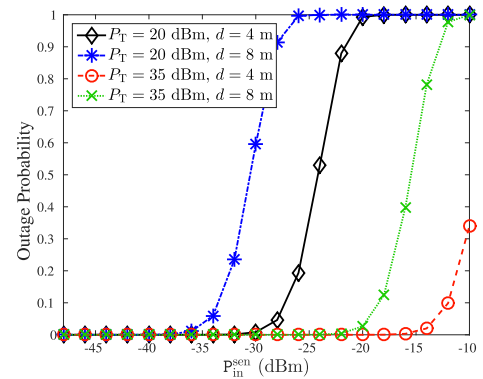 1
0.9
0.8
0.7
0.6
0.5
0.4
0.3
0.2
0.1
0
Outage Probability
P_T = 20 dBm, d = 4 m
P_T = 20 dBm, d = 8 m
P_T = 35 dBm, d = 4 m
P_T = 35 dBm, d = 8 m
-45 -40 -35 -30 -25 -20 -15 -10
P_in^sen (dBm)